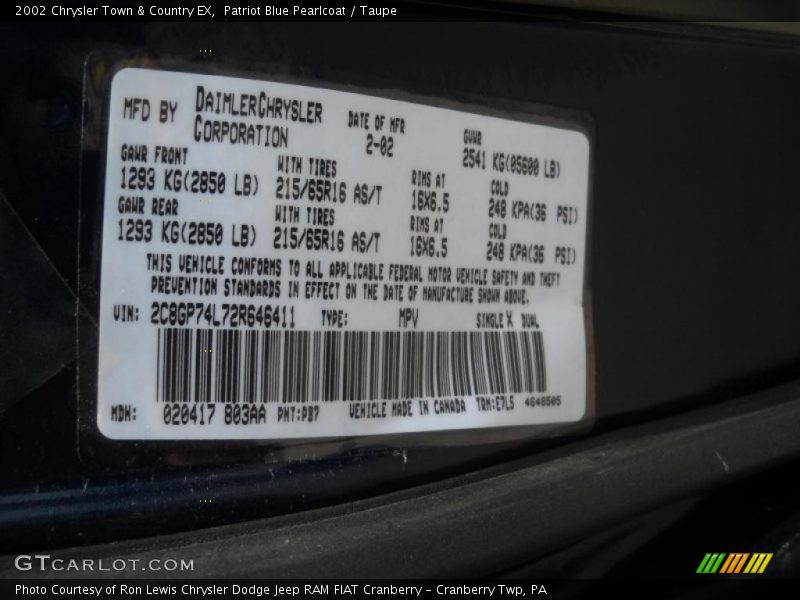 2002 Chrysler Town & Country EX,  Patriot Blue Pearlcoat / Taupe
MFD BY DAIMLERCHRYSLER CORPORATION
DATE OF MFR 2-02
GVWR 2541 KG(05600 LB)
GAWR FRONT WITH TIRES RIMS AT COLD
1293 KG(2850 LB) 215/65R16 AS/T 16X6.5 248 KPA(36 PSI)
GAWR REAR WITH TIRES RIMS AT COLD
1293 KG(2850 LB) 215/65R16 AS/T 16X6.5 248 KPA(36 PSI)
THIS VEHICLE CONFORMS TO ALL APPLICABLE FEDERAL MOTOR VEHICLE SAFETY AND THEFT
PREVENTION STANDARDS IN EFFECT ON THE DATE OF MANUFACTURE SHOWN ABOVE.
VIN: 2C8GP74L72R646411 TYPE: MPV SINGLE X DUAL
MDH: 020417 803AA PNT:PB7 VEHICLE MADE IN CANADA TRM:E7L5 4648505
GTCARLOT.COM
Photo Courtesy of Ron Lewis Chrysler Dodge Jeep RAM FIAT Cranberry – Cranberry Twp, PA